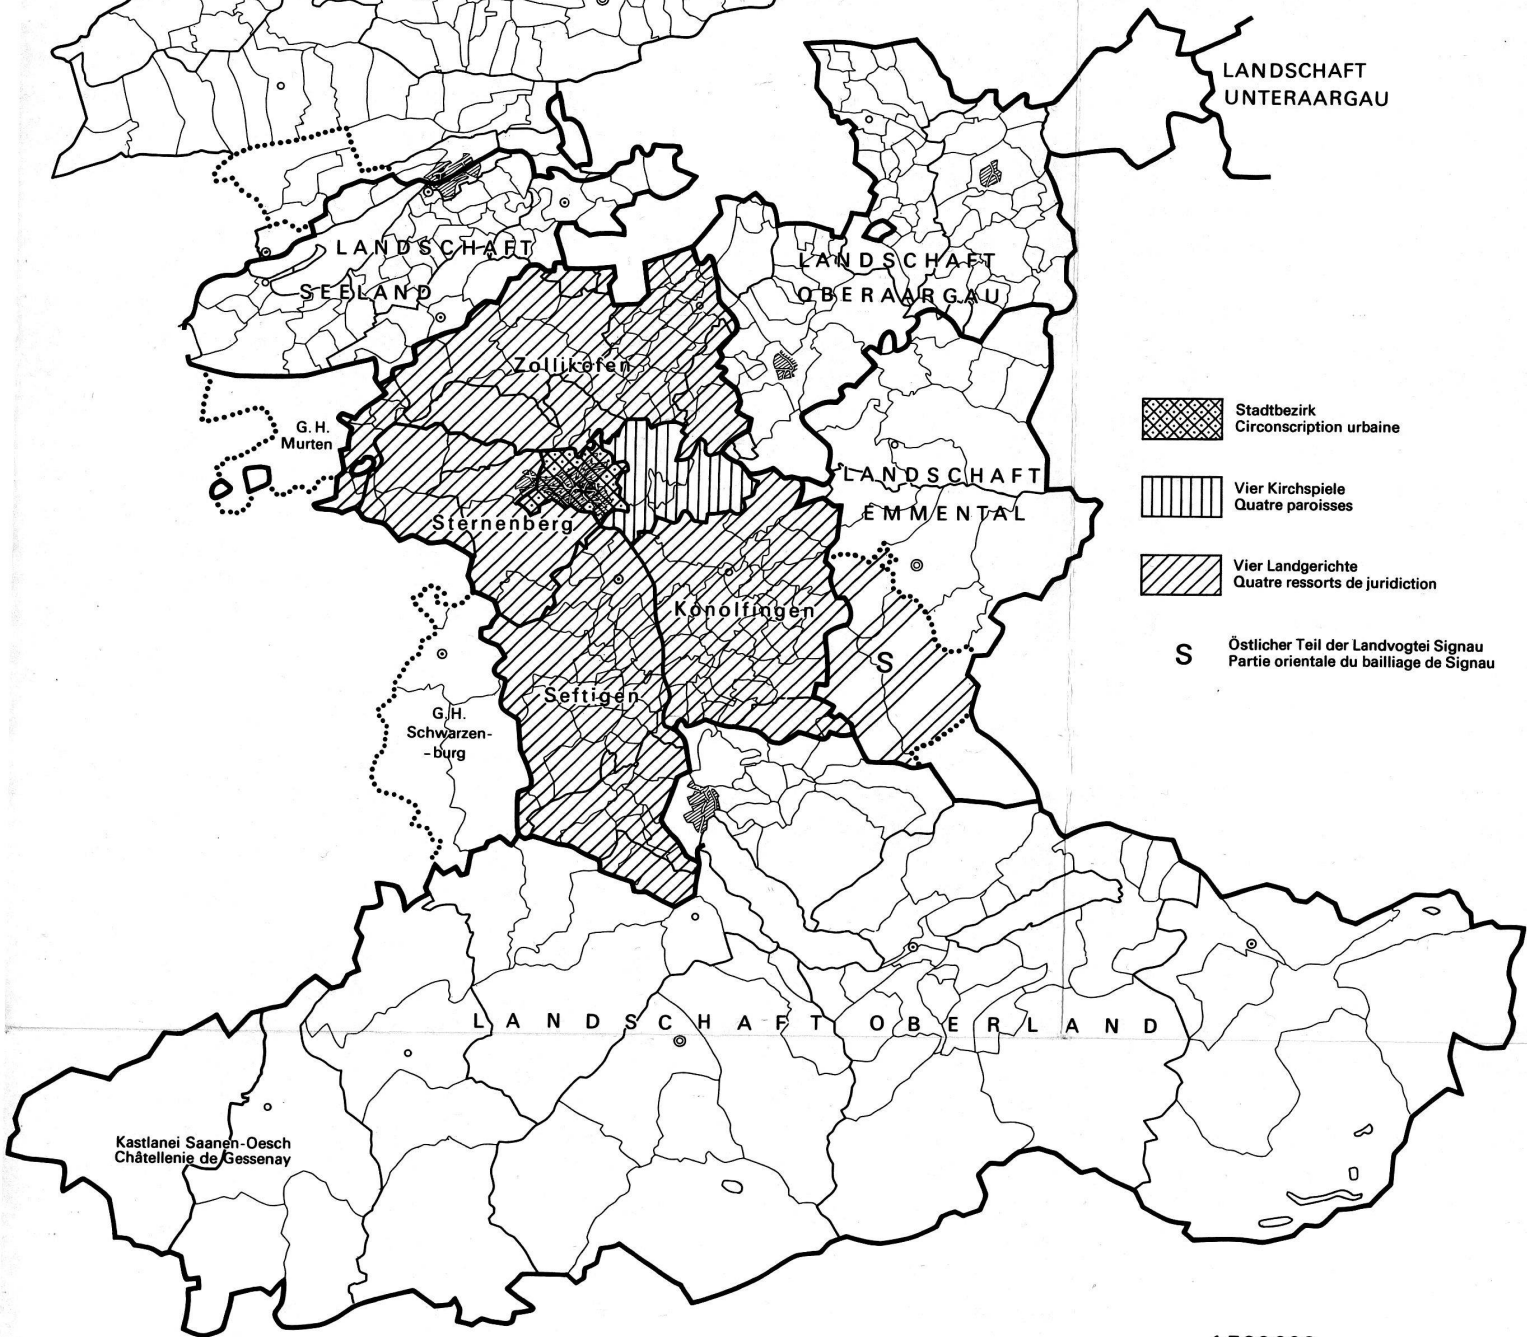 LANDSCHAFT
UNTERAARGAU
LANDSCHAFT
SEELAND
LANDSCHAFT
OBERAARGAU
Zollikofen
G.H.
Murten
Stadtbezirk
Circonscription urbaine
LANDSCHAFT
EMMENTAL
Vier Kirchspiele
Quatre paroisses
Sternenberg
Vier Landgerichte
Quatre ressorts de juridiction
Konolfingen
S
S
Östlicher Teil der Landvogtei Signau
Partie orientale du bailliage de Signau
Seftigen
G.H.
Schwarzen-
-burg
LANDSCHAFT OBERLAND
Kastlanei Saanen-Oesch
Châtellenie de Gessenay